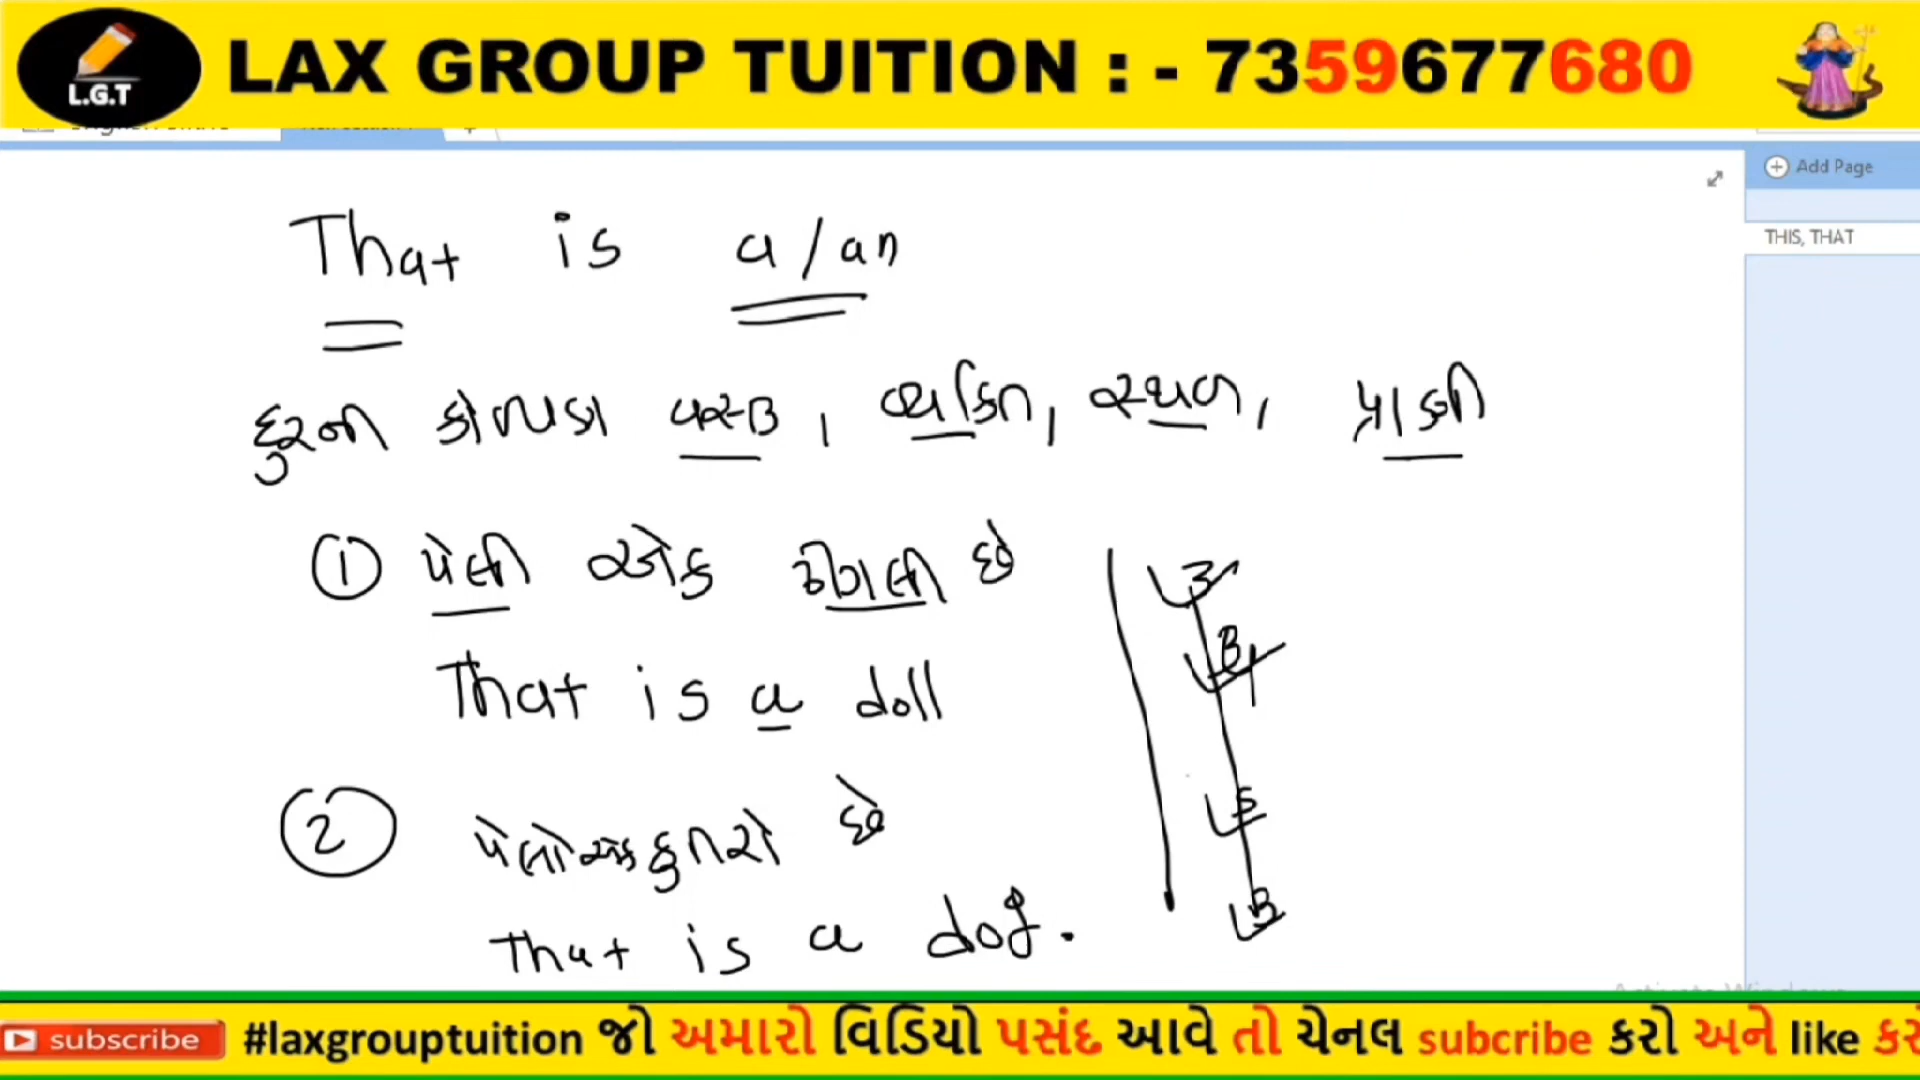 L.G.T
LAX GROUP TUITION : - 7359677680
Add Page
THIS, THAT
That is a/an
દુરની કોઇપણ વસ્તુ, વ્યકિત, સ્થળ, પ્રાણી
① પેલી એક ઢીંગલી છે
That is a doll
② પેલો એક કુતરો છે
That is a dog.
subscribe #laxgrouptuition જો અમારો વિડિયો પસંદ આવે તો ચેનલ subcribe કરો અને like